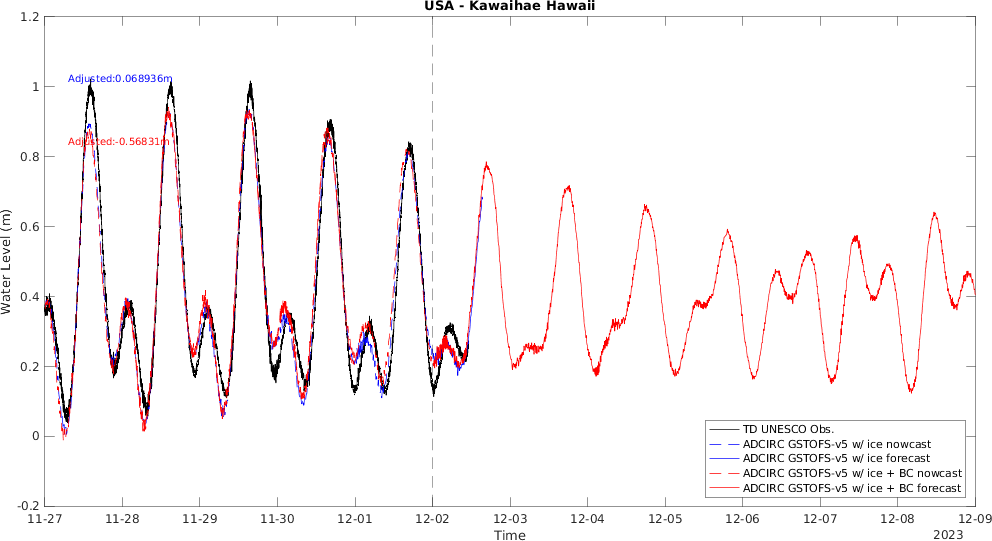 USA - Kawaihae Hawaii
1.2
1
0.8
0.6
0.4
0.2
0
-0.2
Water Level (m)
Adjusted:0.068936m
Adjusted:-0.56831m
TD UNESCO Obs.
ADCIRC GSTOFS-v5 w/ ice nowcast
ADCIRC GSTOFS-v5 w/ ice forecast
ADCIRC GSTOFS-v5 w/ ice + BC nowcast
ADCIRC GSTOFS-v5 w/ ice + BC forecast
11-27 11-28 11-29 11-30 12-01 12-02 12-03 12-04 12-05 12-06 12-07 12-08 12-09
Time
2023